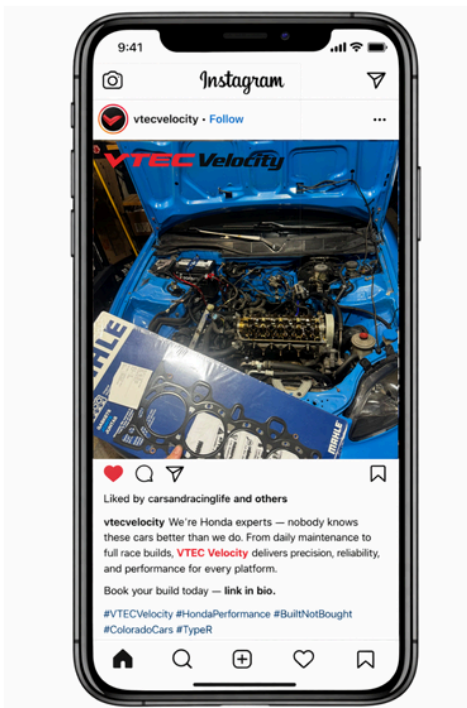 9:41
Instagram
vtecvelocity • Follow
VTEC Velocity
MAHLE
MAHLE
vtecvelocity
Liked by carsandracinglife and others
vtecvelocity We're Honda experts — nobody knows
these cars better than we do. From daily maintenance to
full race builds, VTEC Velocity delivers precision, reliability,
and performance for every platform.
Book your build today — link in bio.
#VTECVelocity #HondaPerformance #BuiltNotBought
#ColoradoCars #TypeR